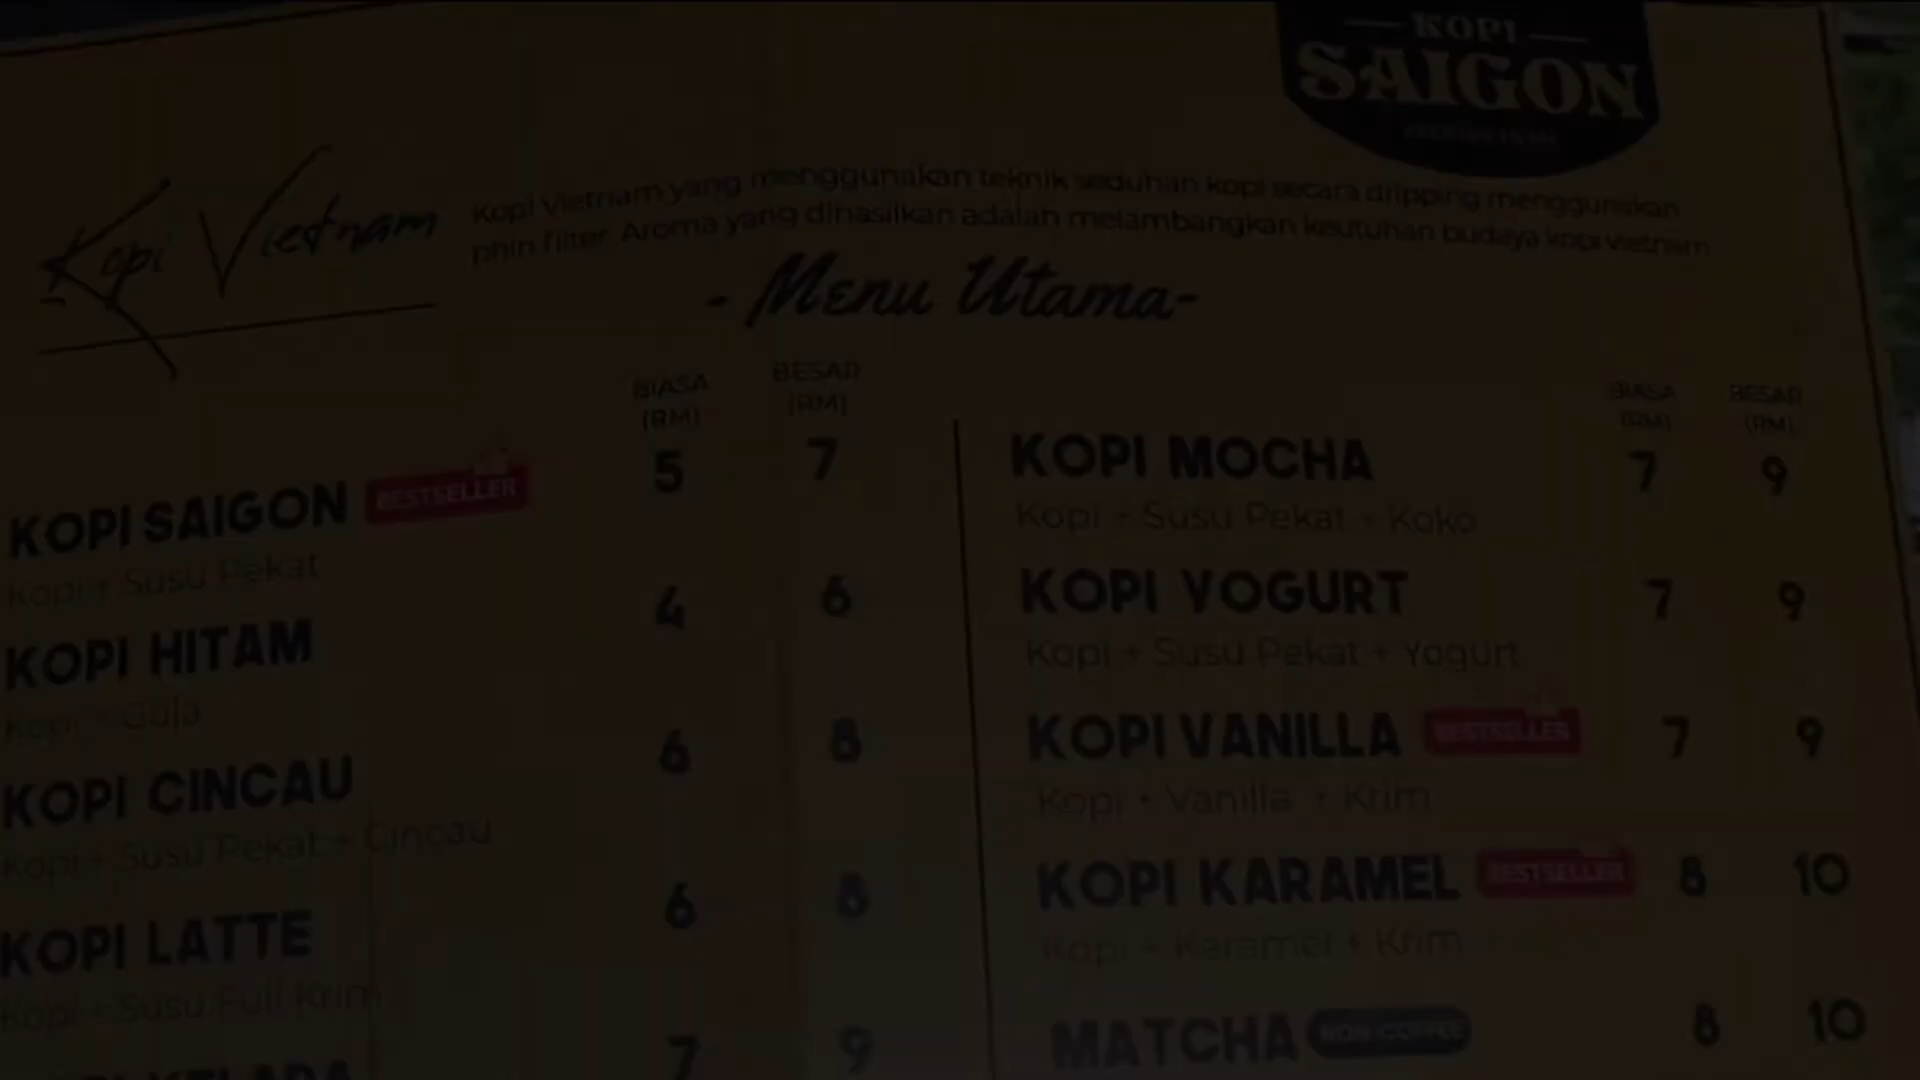 KOPI
SAIGON
Kopi Vietnam
Kopi Vietnam yang menggunakan teknik seduhan kopi secara dripping menggunakan
phin filter. Aroma yang dihasilkan adalah melambangkan keutuhan budaya kopi vietnam
- Menu Utama-
BIASA (RM) BESAR (RM)
KOPI SAIGON BESTSELLER 5 7
Kopi + Susu Pekat
KOPI HITAM 4 6
Kopi + Gula
KOPI CINCAU 6 8
Kopi + Susu Pekat + Cincau
KOPI LATTE 6 8
Kopi + Susu Full Krim
7 9
BIASA (RM) BESAR (RM)
KOPI MOCHA 7 9
Kopi + Susu Pekat + Koko
KOPI YOGURT 7 9
Kopi + Susu Pekat + Yogurt
KOPI VANILLA BESTSELLER 7 9
Kopi + Vanilla + Krim
KOPI KARAMEL BESTSELLER 8 10
Kopi + Karamel + Krim
MATCHA NON-COFFEE 8 10